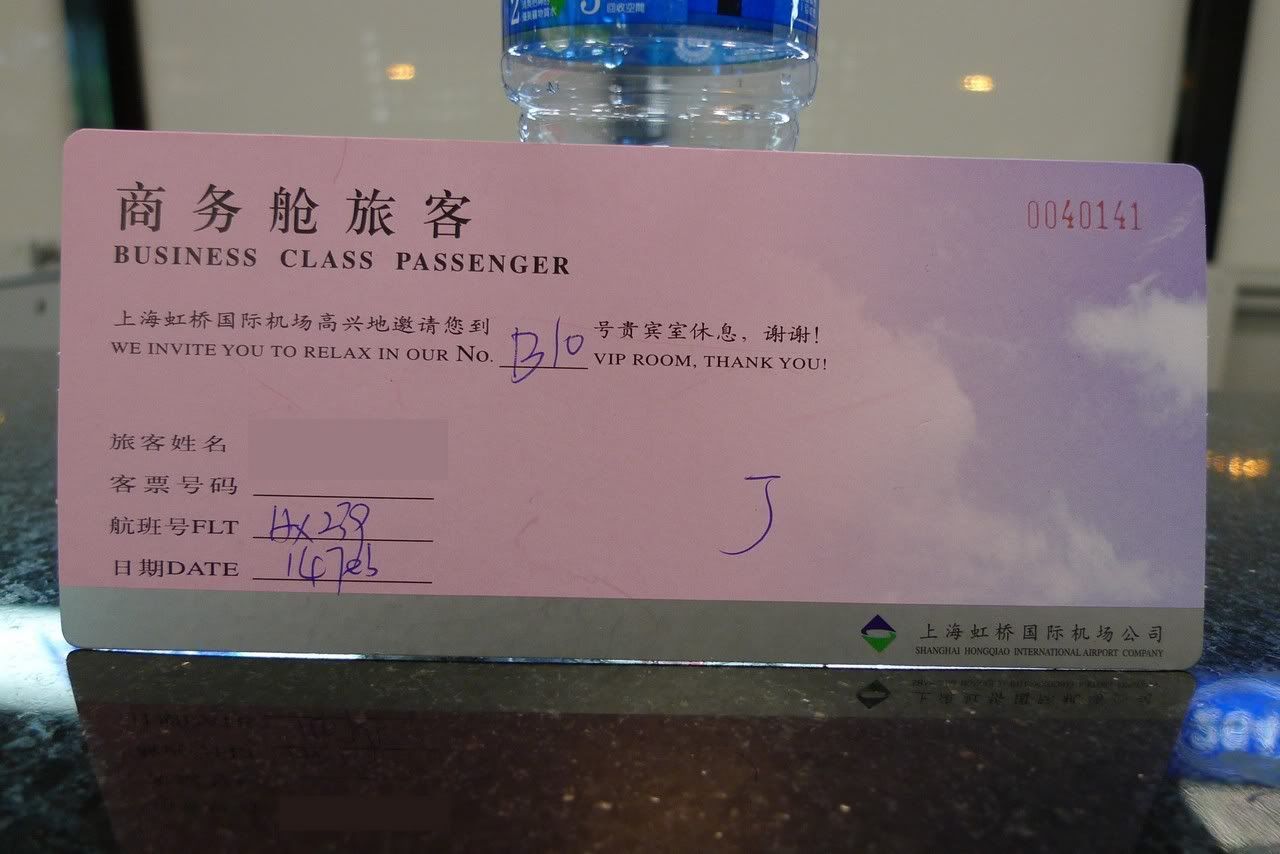 回收空間
商务舱旅客
0040141
BUSINESS CLASS PASSENGER
上海虹桥国际机场高兴地邀请您到 号贵宾室休息，谢谢！
WE INVITE YOU TO RELAX IN OUR No. B10 VIP ROOM, THANK YOU!
旅客姓名
客票号码
J
航班号FLT HX239
日期DATE 14Feb
上海虹桥国际机场公司
SHANGHAI HONGQIAO INTERNATIONAL AIRPORT COMPANY